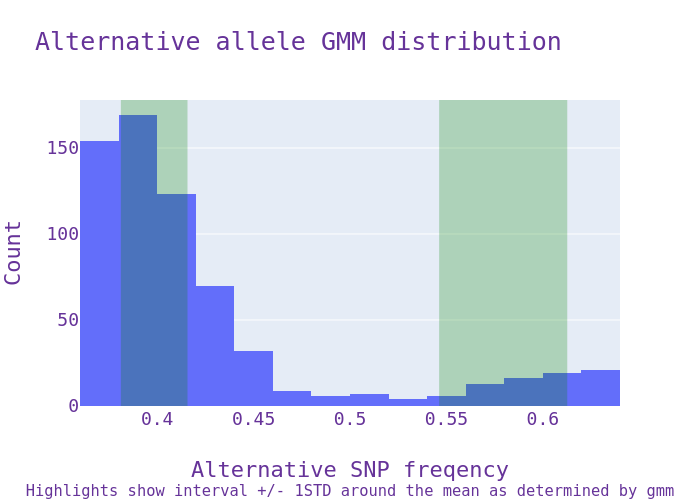 Alternative allele GMM distribution
150
100
50
0
Count
0.4 0.45 0.5 0.55 0.6
Alternative SNP freqency
Highlights show interval +/- 1STD around the mean as determined by gmm